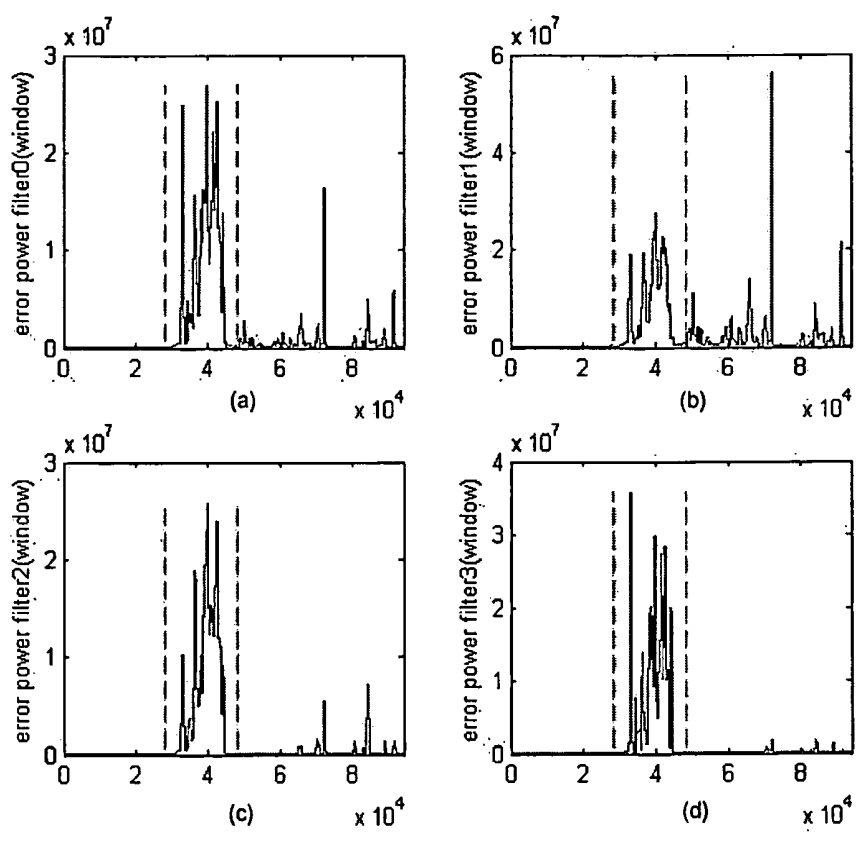 x 10^7
3
2
1
0
error power filter0(window)
0 2 4 6 8
x 10^4
(a)
x 10^7
6
4
2
0
error power filter1(window)
0 2 4 6 8
x 10^4
(b)
x 10^7
3
2
1
0
error power filter2(window)
0 2 4 6 8
x 10^4
(c)
x 10^7
4
3
2
1
0
error power filter3(window)
0 2 4 6 8
x 10^4
(d)